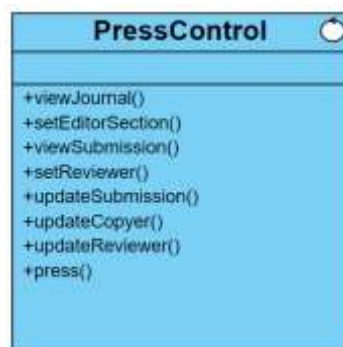 PressControl
+viewJournal()
+setEditorSection()
+viewSubmission()
+setReviewer()
+updateSubmission()
+updateCopyer()
+updateReviewer()
+press()